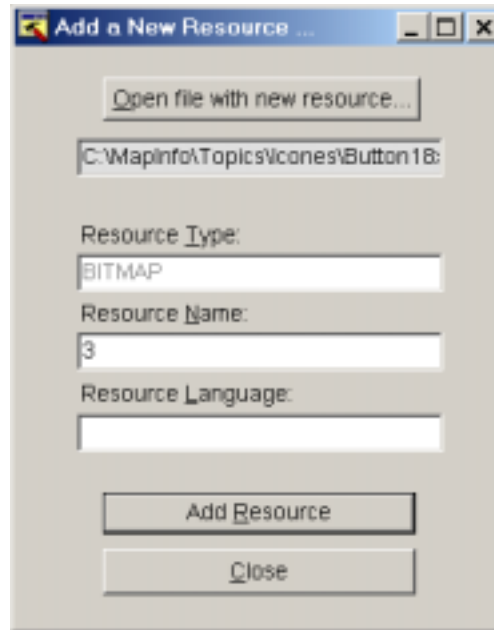 Add a New Resource ...
Open file with new resource...
C:\MapInfo\Topics\Icones\Button18x
Resource Type:
BITMAP
Resource Name:
3
Resource Language:
Add Resource
Close